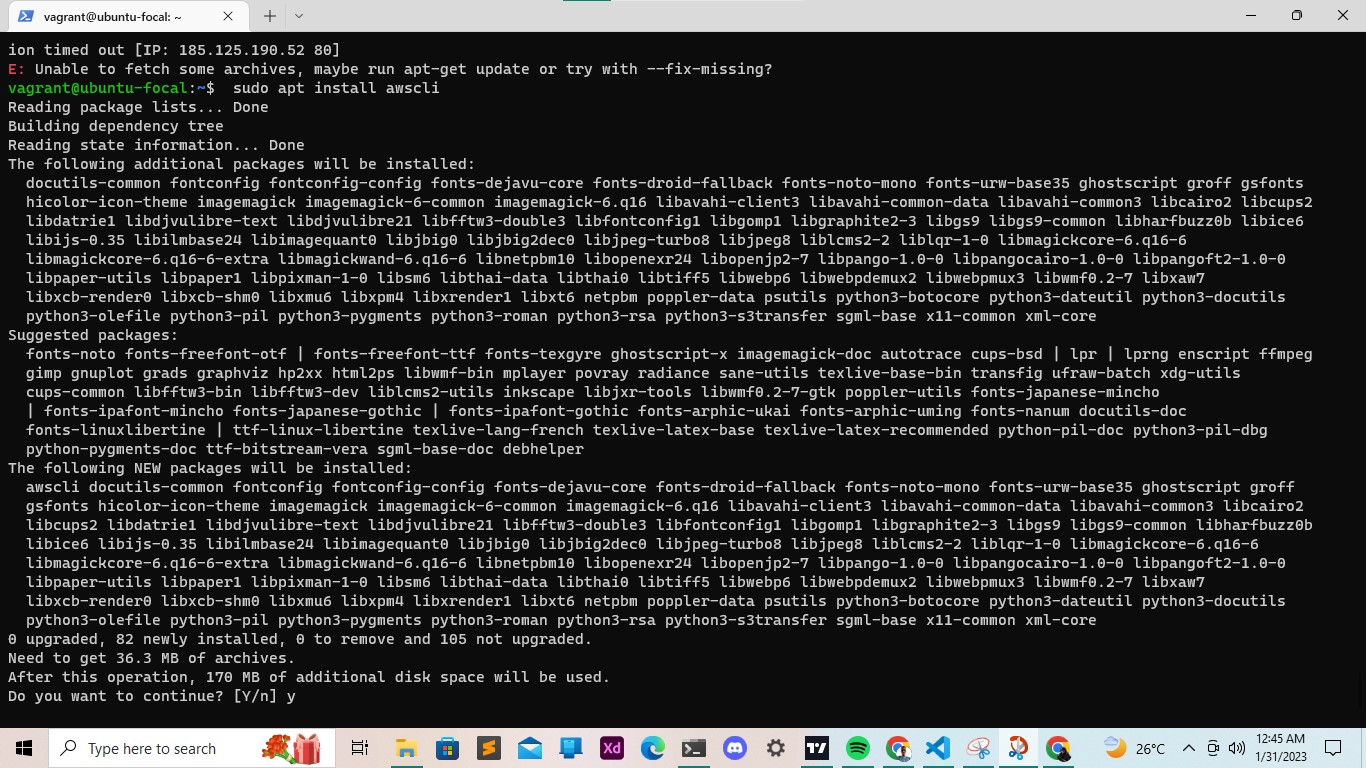 vagrant@ubuntu-focal: ~
ion timed out [IP: 185.125.190.52 80]
E: Unable to fetch some archives, maybe run apt-get update or try with --fix-missing?
vagrant@ubuntu-focal:~$  sudo apt install awscli
Reading package lists... Done
Building dependency tree
Reading state information... Done
The following additional packages will be installed:
  docutils-common fontconfig fontconfig-config fonts-dejavu-core fonts-droid-fallback fonts-noto-mono fonts-urw-base35 ghostscript groff gsfonts
  hicolor-icon-theme imagemagick imagemagick-6-common imagemagick-6.q16 libavahi-client3 libavahi-common-data libavahi-common3 libcairo2 libcups2
  libdatrie1 libdjvulibre-text libdjvulibre21 libfftw3-double3 libfontconfig1 libgomp1 libgraphite2-3 libgs9 libgs9-common libharfbuzz0b libice6
  libijs-0.35 libilmbase24 libimagequant0 libjbig0 libjbig2dec0 libjpeg-turbo8 libjpeg8 liblcms2-2 liblqr-1-0 libmagickcore-6.q16-6
  libmagickcore-6.q16-6-extra libmagickwand-6.q16-6 libnetpbm10 libopenexr24 libopenjp2-7 libpango-1.0-0 libpangocairo-1.0-0 libpangoft2-1.0-0
  libpaper-utils libpaper1 libpixman-1-0 libsm6 libthai-data libthai0 libtiff5 libwebp6 libwebpdemux2 libwebpmux3 libwmf0.2-7 libxaw7
  libxcb-render0 libxcb-shm0 libxmu6 libxpm4 libxrender1 libxt6 netpbm poppler-data psutils python3-botocore python3-dateutil python3-docutils
  python3-olefile python3-pil python3-pygments python3-roman python3-rsa python3-s3transfer sgml-base x11-common xml-core
Suggested packages:
  fonts-noto fonts-freefont-otf | fonts-freefont-ttf fonts-texgyre ghostscript-x imagemagick-doc autotrace cups-bsd | lpr | lprng enscript ffmpeg
  gimp gnuplot grads graphviz hp2xx html2ps libwmf-bin mplayer povray radiance sane-utils texlive-base-bin transfig ufraw-batch xdg-utils
  cups-common libfftw3-bin libfftw3-dev liblcms2-utils inkscape libjxr-tools libwmf0.2-7-gtk poppler-utils fonts-japanese-mincho
  | fonts-ipafont-mincho fonts-japanese-gothic | fonts-ipafont-gothic fonts-arphic-ukai fonts-arphic-uming fonts-nanum docutils-doc
  fonts-linuxlibertine | ttf-linux-libertine texlive-lang-french texlive-latex-base texlive-latex-recommended python-pil-doc python3-pil-dbg
  python-pygments-doc ttf-bitstream-vera sgml-base-doc debhelper
The following NEW packages will be installed:
  awscli docutils-common fontconfig fontconfig-config fonts-dejavu-core fonts-droid-fallback fonts-noto-mono fonts-urw-base35 ghostscript groff
  gsfonts hicolor-icon-theme imagemagick imagemagick-6-common imagemagick-6.q16 libavahi-client3 libavahi-common-data libavahi-common3 libcairo2
  libcups2 libdatrie1 libdjvulibre-text libdjvulibre21 libfftw3-double3 libfontconfig1 libgomp1 libgraphite2-3 libgs9 libgs9-common libharfbuzz0b
  libice6 libijs-0.35 libilmbase24 libimagequant0 libjbig0 libjbig2dec0 libjpeg-turbo8 libjpeg8 liblcms2-2 liblqr-1-0 libmagickcore-6.q16-6
  libmagickcore-6.q16-6-extra libmagickwand-6.q16-6 libnetpbm10 libopenexr24 libopenjp2-7 libpango-1.0-0 libpangocairo-1.0-0 libpangoft2-1.0-0
  libpaper-utils libpaper1 libpixman-1-0 libsm6 libthai-data libthai0 libtiff5 libwebp6 libwebpdemux2 libwebpmux3 libwmf0.2-7 libxaw7
  libxcb-render0 libxcb-shm0 libxmu6 libxpm4 libxrender1 libxt6 netpbm poppler-data psutils python3-botocore python3-dateutil python3-docutils
  python3-olefile python3-pil python3-pygments python3-roman python3-rsa python3-s3transfer sgml-base x11-common xml-core
0 upgraded, 82 newly installed, 0 to remove and 105 not upgraded.
Need to get 36.3 MB of archives.
After this operation, 170 MB of additional disk space will be used.
Do you want to continue? [Y/n] y
Type here to search
Xd
26°C
12:45 AM
1/31/2023